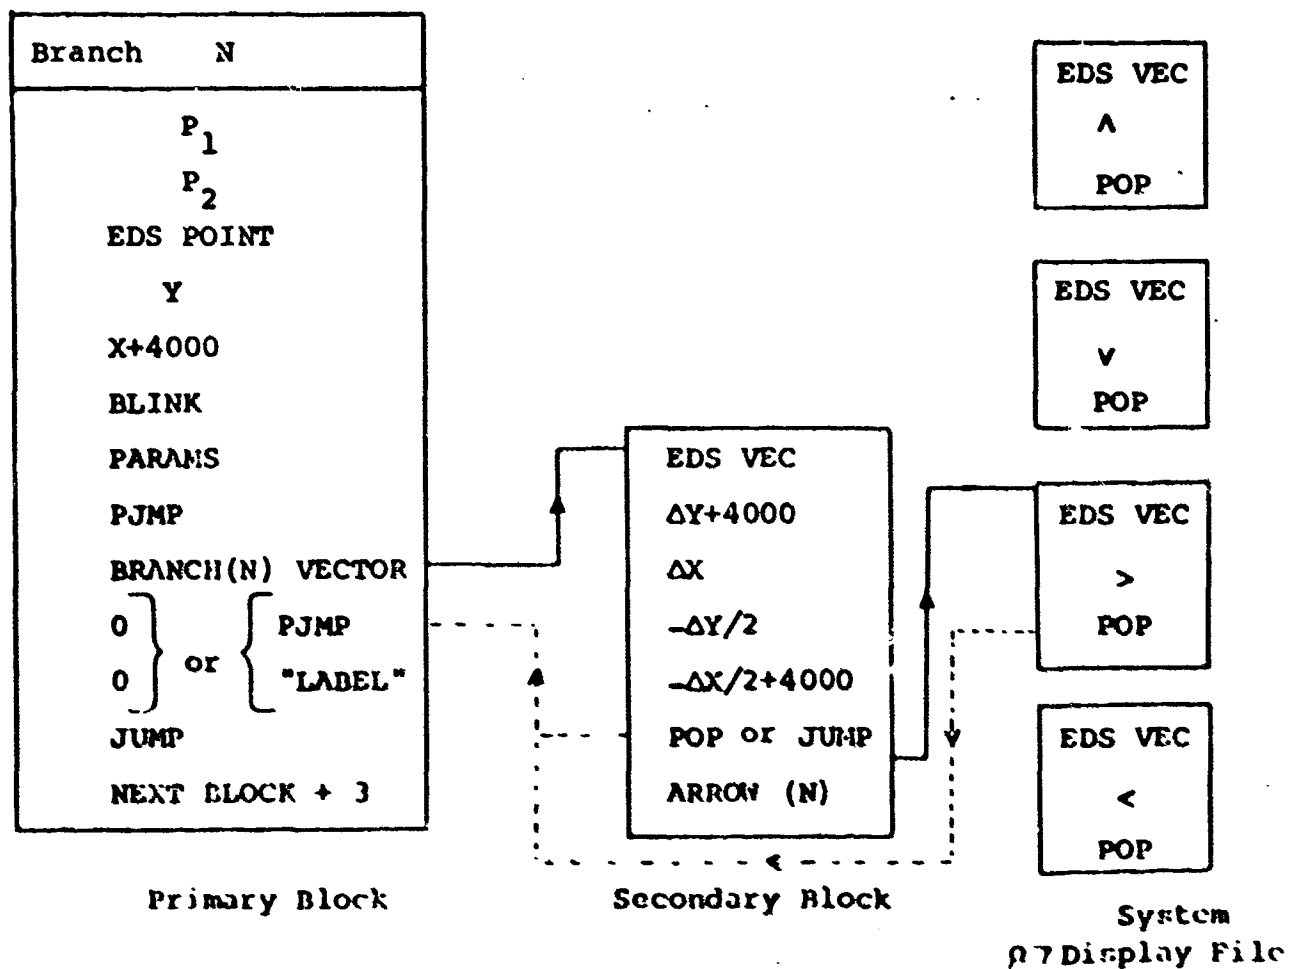 Branch N
P1
P2
EDS POINT
Y
X+4000
BLINK
PARAMS
PJMP
BRANCH(N) VECTOR
0 } or { PJMP
0 "LABEL"
JUMP
NEXT BLOCK + 3
Primary Block
EDS VEC
ΔY+4000
ΔX
-ΔY/2
-ΔX/2+4000
POP or JUMP
ARROW (N)
Secondary Block
EDS VEC
∧
POP
EDS VEC
∨
POP
EDS VEC
>
POP
EDS VEC
<
POP
System
Display File